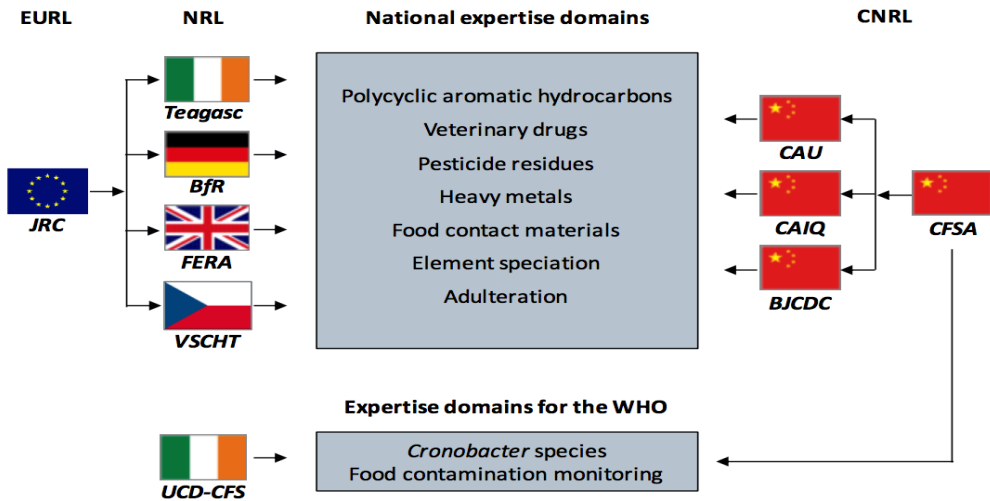 EURL
NRL
National expertise domains
CNRL
Teagasc
BfR
JRC
FERA
VSCHT
Polycyclic aromatic hydrocarbons
Veterinary drugs
Pesticide residues
Heavy metals
Food contact materials
Element speciation
Adulteration
CAU
CAIQ
CFSA
BJCDC
Expertise domains for the WHO
UCD-CFS
Cronobacter species
Food contamination monitoring